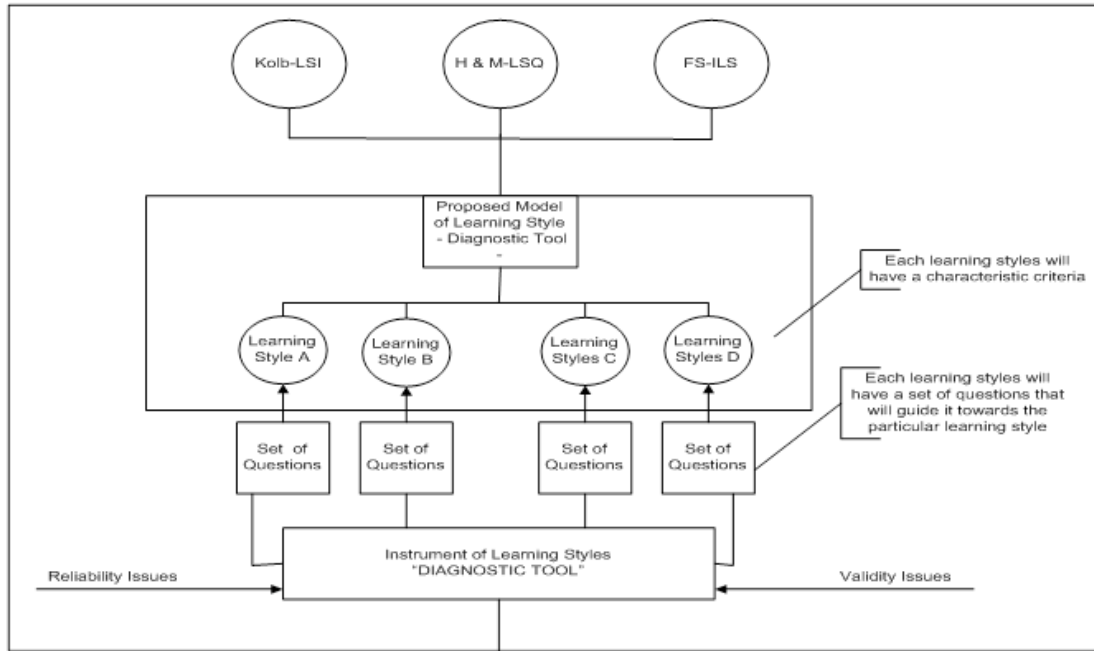 Kolb-LSI
H & M-LSQ
FS-ILS
Proposed Model
of Learning Style
- Diagnostic Tool
-
Each learning styles will
have a characteristic criteria
Learning
Style A
Learning
Style B
Learning
Styles C
Learning
Styles D
Each learning styles will
have a set of questions that
will guide it towards the
particular learning style
Set of
Questions
Set of
Questions
Set of
Questions
Set of
Questions
Instrument of Learning Styles
"DIAGNOSTIC TOOL"
Reliability Issues
Validity Issues